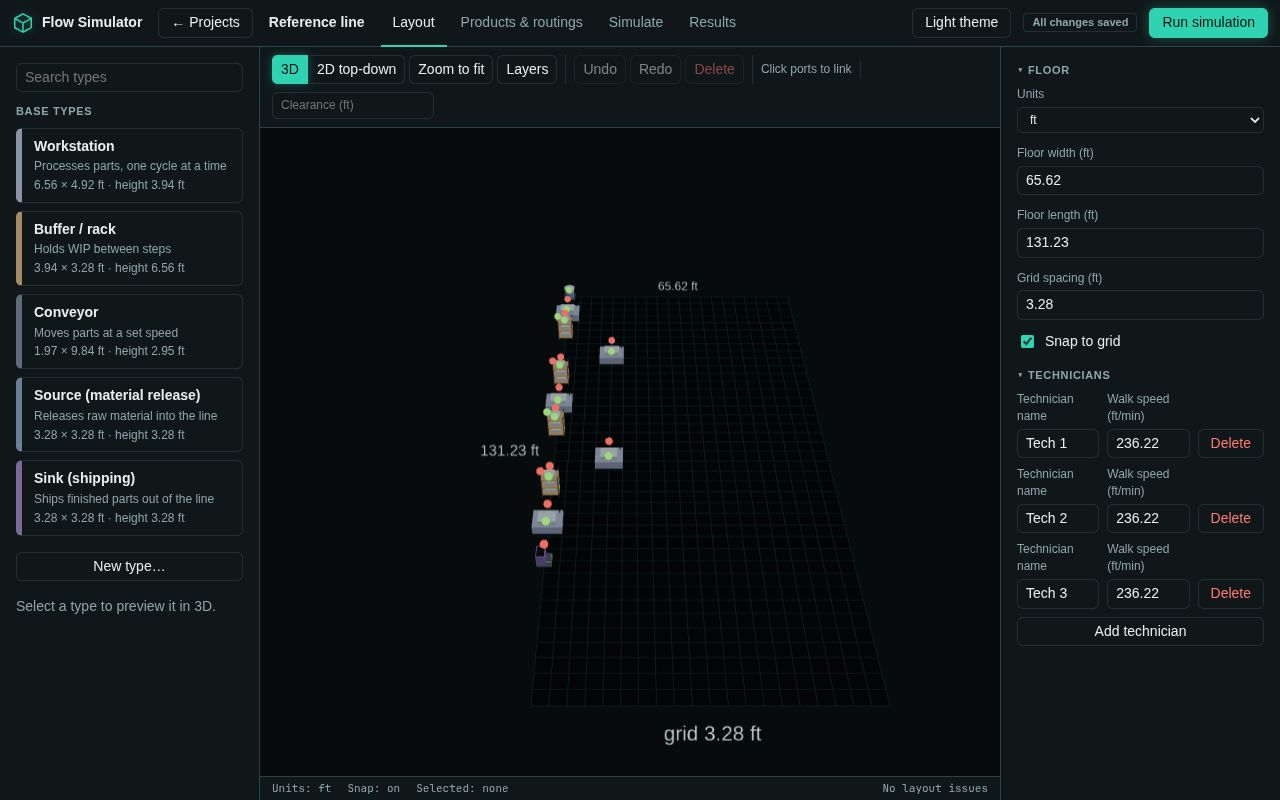 Flow Simulator
← Projects
Reference line
Layout
Products & routings
Simulate
Results
Light theme
All changes saved
Run simulation
Search types
BASE TYPES
Workstation
Processes parts, one cycle at a time
6.56 × 4.92 ft · height 3.94 ft
Buffer / rack
Holds WIP between steps
3.94 × 3.28 ft · height 6.56 ft
Conveyor
Moves parts at a set speed
1.97 × 9.84 ft · height 2.95 ft
Source (material release)
Releases raw material into the line
3.28 × 3.28 ft · height 3.28 ft
Sink (shipping)
Ships finished parts out of the line
3.28 × 3.28 ft · height 3.28 ft
New type…
Select a type to preview it in 3D.
3D
2D top-down
Zoom to fit
Layers
Undo
Redo
Delete
Click ports to link
Clearance (ft)
65.62 ft
131.23 ft
grid 3.28 ft
Units: ft
Snap: on
Selected: none
No layout issues
FLOOR
Units
ft
Floor width (ft)
65.62
Floor length (ft)
131.23
Grid spacing (ft)
3.28
Snap to grid
TECHNICIANS
Technician name
Walk speed (ft/min)
Tech 1
236.22
Delete
Technician name
Walk speed (ft/min)
Tech 2
236.22
Delete
Technician name
Walk speed (ft/min)
Tech 3
236.22
Delete
Add technician